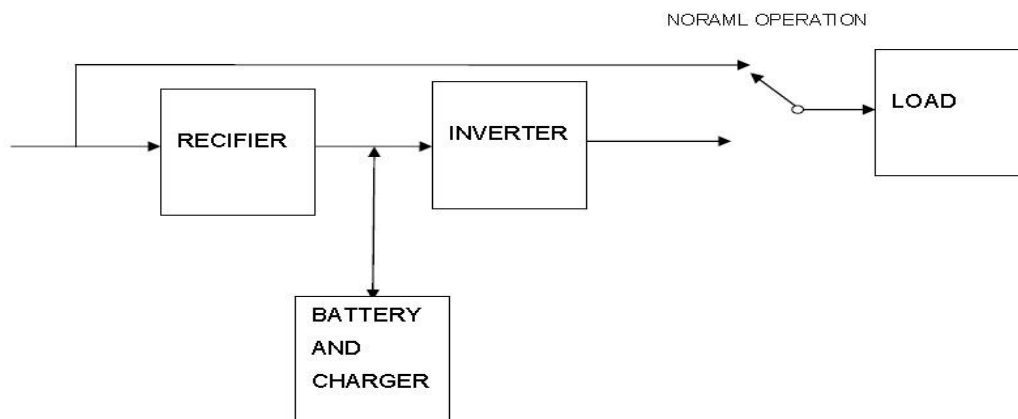 NORAML OPERATION
LOAD
RECIFIER
INVERTER
BATTERY
AND
CHARGER